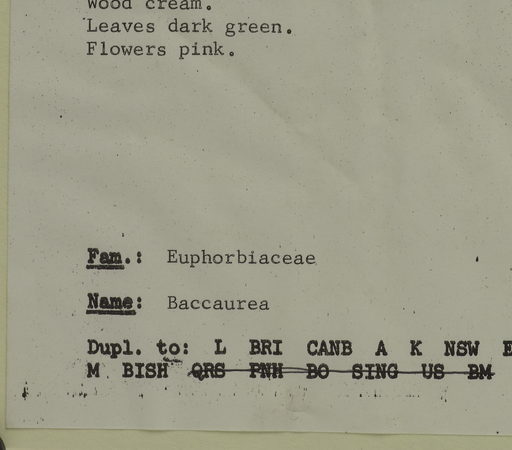 Wood cream.
Leaves dark green.
Flowers pink.
Fam.: Euphorbiaceae
Name: Baccaurea
Dupl. to: L BRI CANB A K NSW
M BISH QRS PNH BO SING US BM